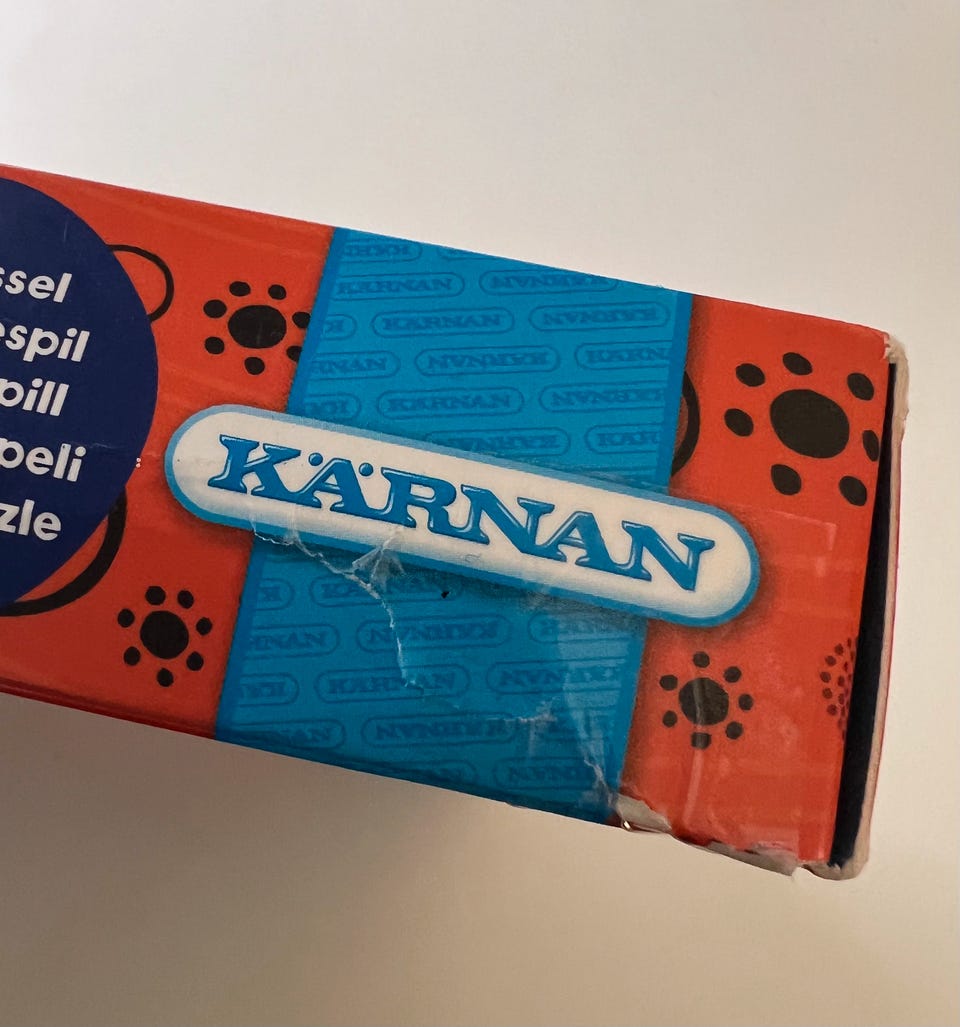 ssel
espil
pill
peli
zle
KÄRNAN